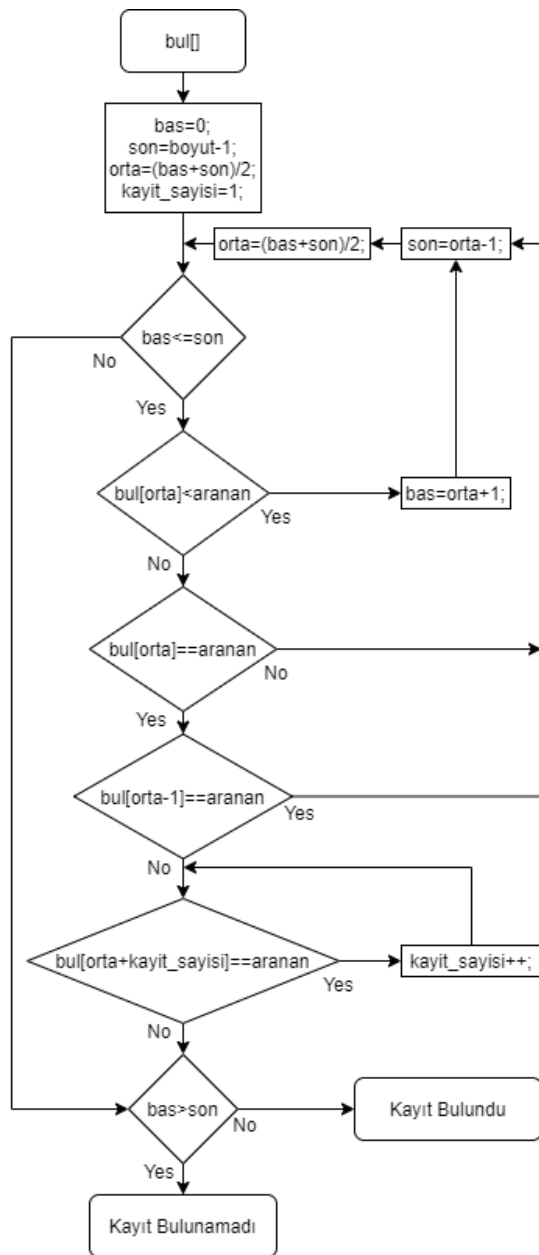 bul[]
bas=0;
son=boyut-1;
orta=(bas+son)/2;
kayit_sayisi=1;
orta=(bas+son)/2;
son=orta-1;
bas<=son
No
Yes
bul[orta]<aranan
Yes
bas=orta+1;
No
bul[orta]==aranan
No
Yes
bul[orta-1]==aranan
Yes
No
bul[orta+kayit_sayisi]==aranan
Yes
kayit_sayisi++;
No
bas>son
No
Kayıt Bulundu
Yes
Kayıt Bulunamadı